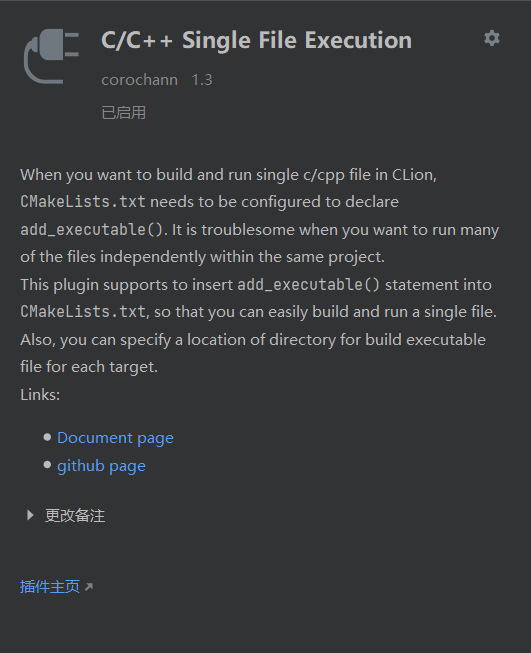 C/C++ Single File Execution
corochann 1.3
已启用
When you want to build and run single c/cpp file in CLion,
CMakeLists.txt needs to be configured to declare
add_executable(). It is troublesome when you want to run many
of the files independently within the same project.
This plugin supports to insert add_executable() statement into
CMakeLists.txt, so that you can easily build and run a single file.
Also, you can specify a location of directory for build executable
file for each target.
Links:
Document page
github page
更改备注
插件主页